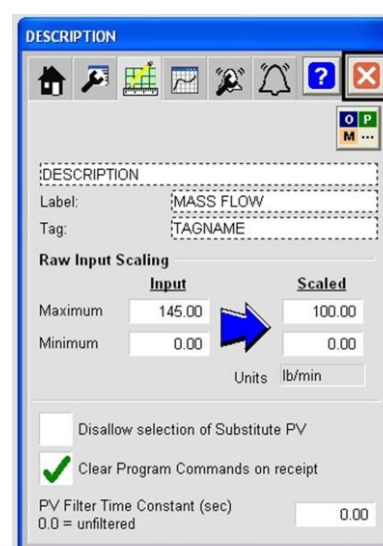 DESCRIPTION
?
O P
M ...
DESCRIPTION
Label: MASS FLOW
Tag: TAGNAME
Raw Input Scaling
Input Scaled
Maximum 145.00 100.00
Minimum 0.00 0.00
Units lb/min
Disallow selection of Substitute PV
Clear Program Commands on receipt
PV Filter Time Constant (sec)
0.0 = unfiltered 0.00